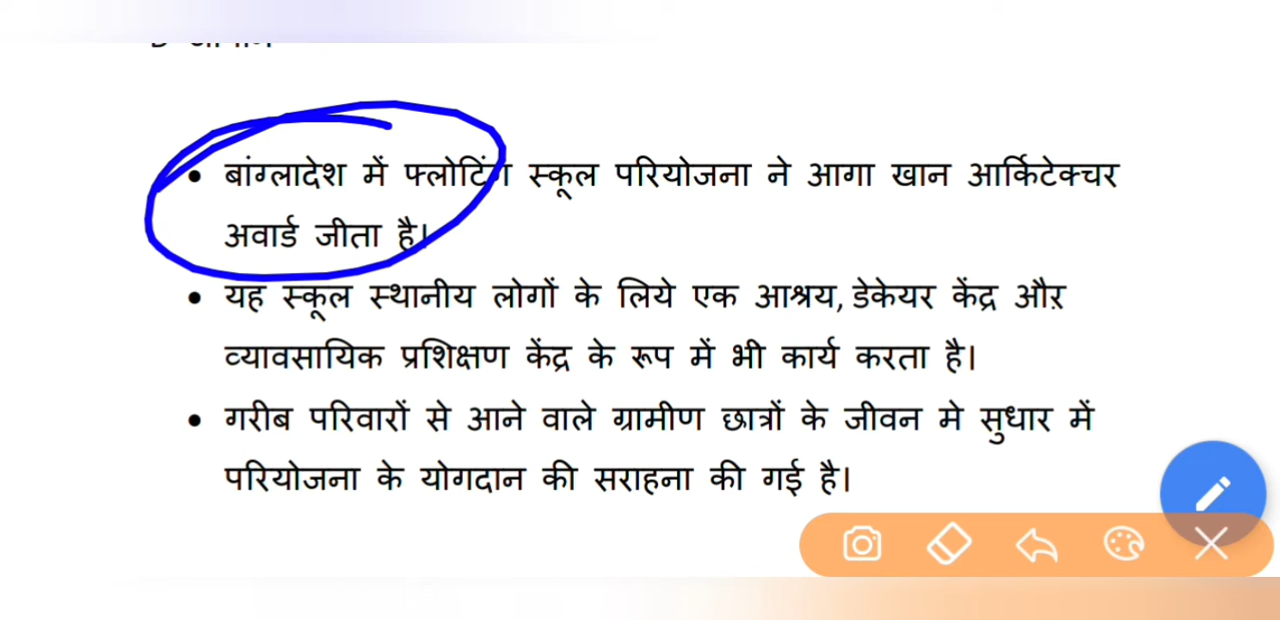 बांग्लादेश में फ्लोटिंग स्कूल परियोजना ने आगा खान आर्किटेक्चर
अवार्ड जीता है।
यह स्कूल स्थानीय लोगों के लिये एक आश्रय, डेकेयर केंद्र और
व्यावसायिक प्रशिक्षण केंद्र के रूप में भी कार्य करता है।
गरीब परिवारों से आने वाले ग्रामीण छात्रों के जीवन मे सुधार में
परियोजना के योगदान की सराहना की गई है।